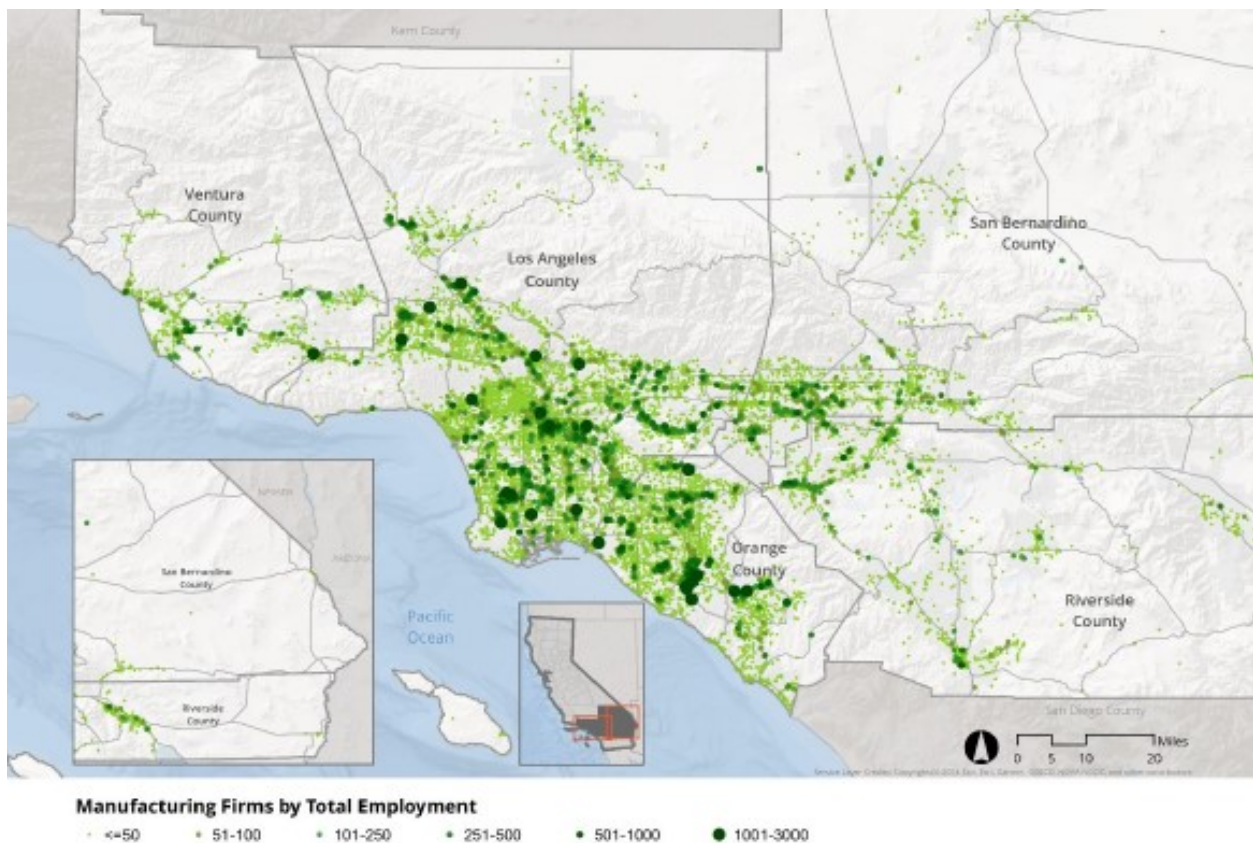 Kern County
Ventura
County
Los Angeles
County
San Bernardino
County
Orange
County
Riverside
County
Pacific
Ocean
San Diego County
NEVADA
ARIZONA
San Bernardino
County
Riverside
County
Miles
0 5 10 20
Manufacturing Firms by Total Employment
<=50 51-100 101-250 251-500 501-1000 1001-3000